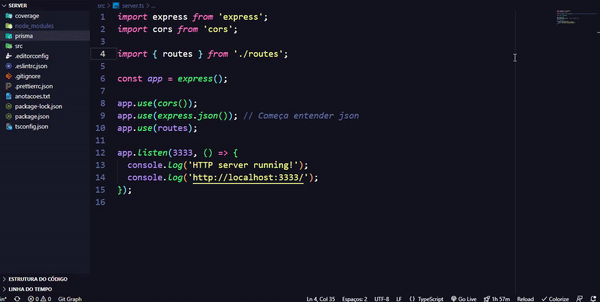 SERVER
coverage
node_modules
prisma
src
.editorconfig
.eslintrc.json
.gitignore
.prettierrc.json
anotacoes.txt
package-lock.json
package.json
tsconfig.json
ESTRUTURA DO CÓDIGO
LINHA DO TEMPO
src > server.ts > ...
1 import express from 'express';
2 import cors from 'cors';
3
4 import { routes } from './routes';
5
6 const app = express();
7
8 app.use(cors());
9 app.use(express.json()); // Começa entender json
10 app.use(routes);
11
12 app.listen(3333, () => {
13 console.log('HTTP server running!');
14 console.log('http://localhost:3333/');
15 });
16
0 0 Git Graph Ln 4, Col 35 Espaços: 2 UTF-8 LF {} TypeScript Go Live 1h 57m Reload Colorize